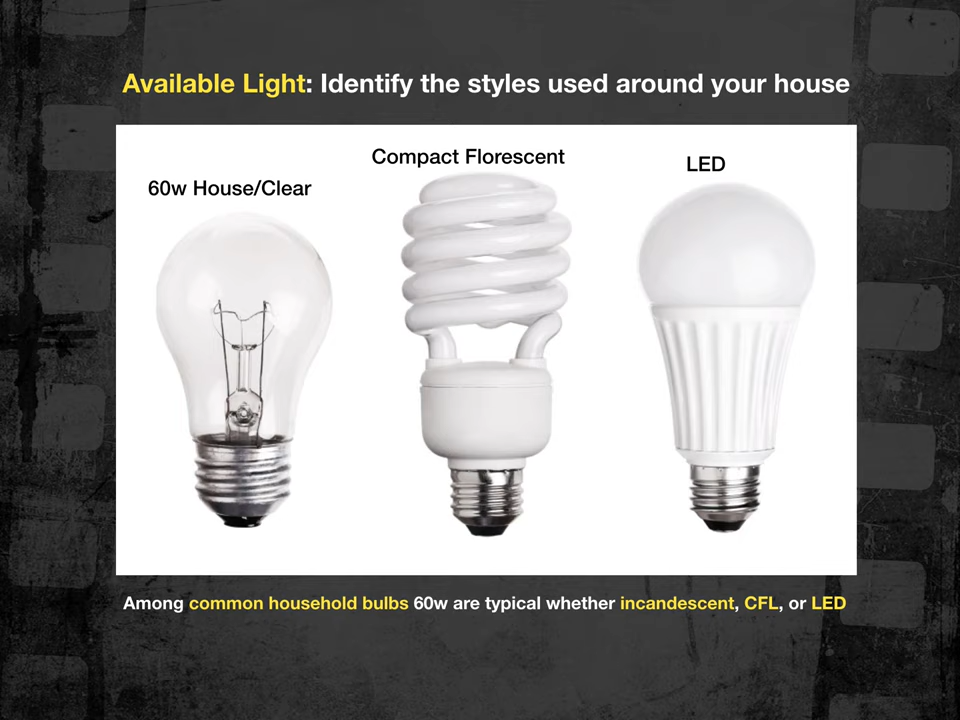 Available Light: Identify the styles used around your house
Compact Florescent
LED
60w House/Clear
Among common household bulbs 60w are typical whether incandescent, CFL, or LED